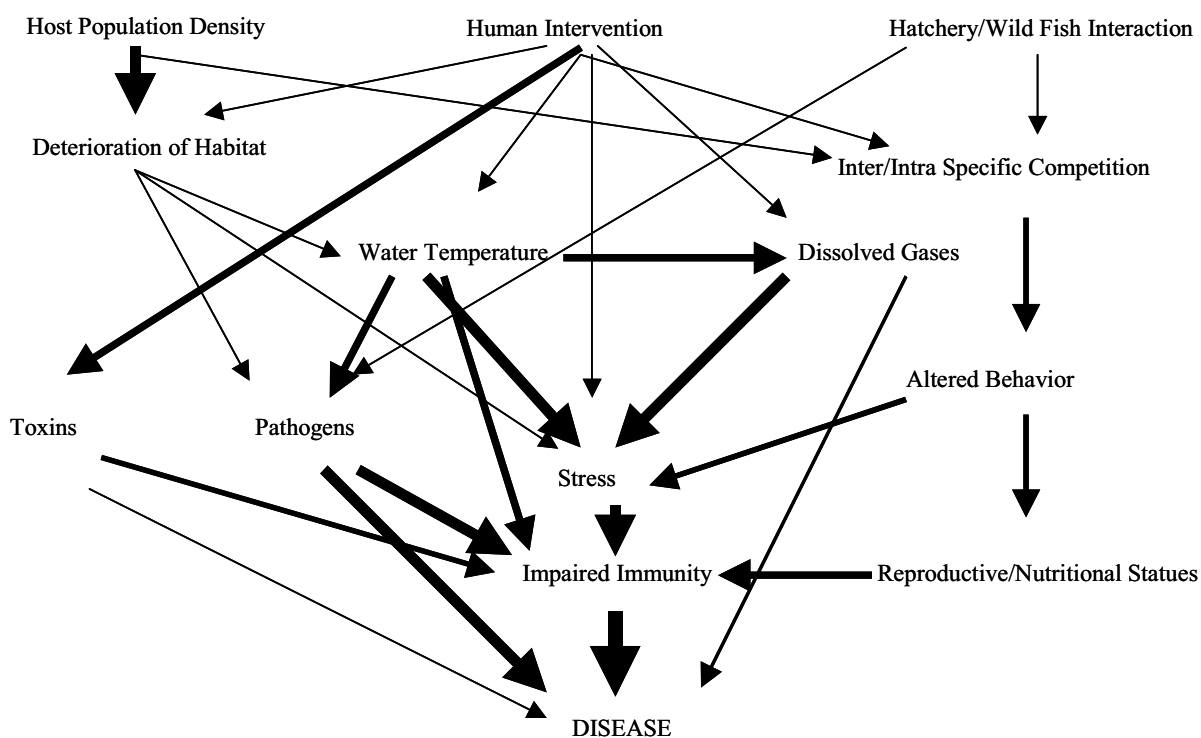 Host Population Density
Human Intervention
Hatchery/Wild Fish Interaction
Deterioration of Habitat
Inter/Intra Specific Competition
Water Temperature
Dissolved Gases
Altered Behavior
Toxins
Pathogens
Stress
Impaired Immunity
Reproductive/Nutritional Statues
DISEASE